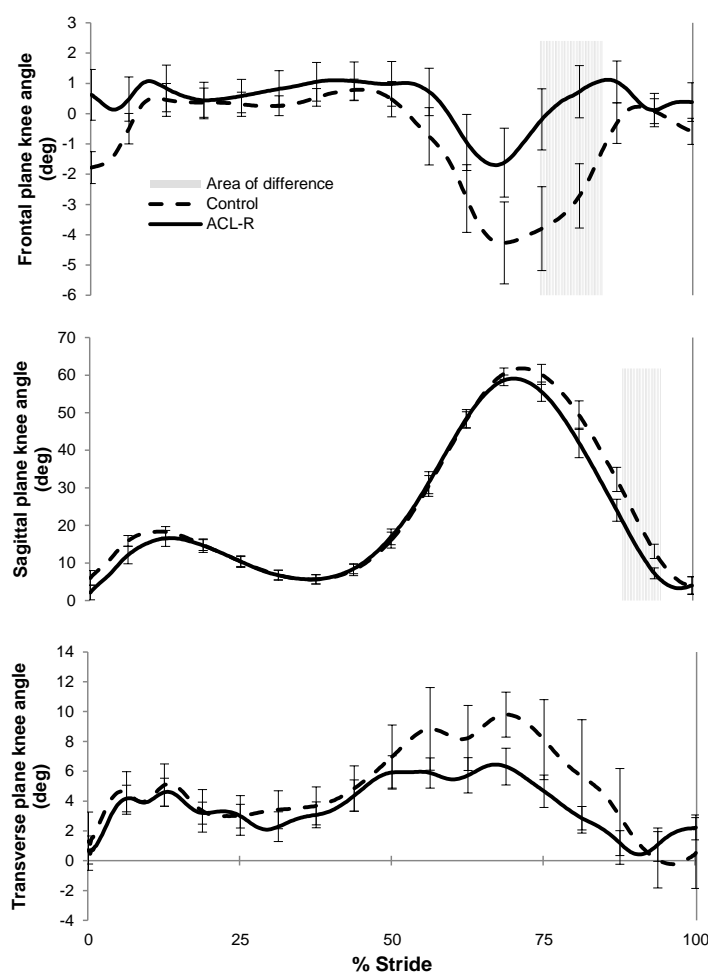 Frontal plane knee angle
(deg)
3
2
1
0
-1
-2
-3
-4
-5
-6
Area of difference
Control
ACL-R
Sagittal plane knee angle
(deg)
70
60
50
40
30
20
10
0
Transverse plane knee angle
(deg)
14
12
10
8
6
4
2
0
-2
-4
0 25 50 75 100
% Stride